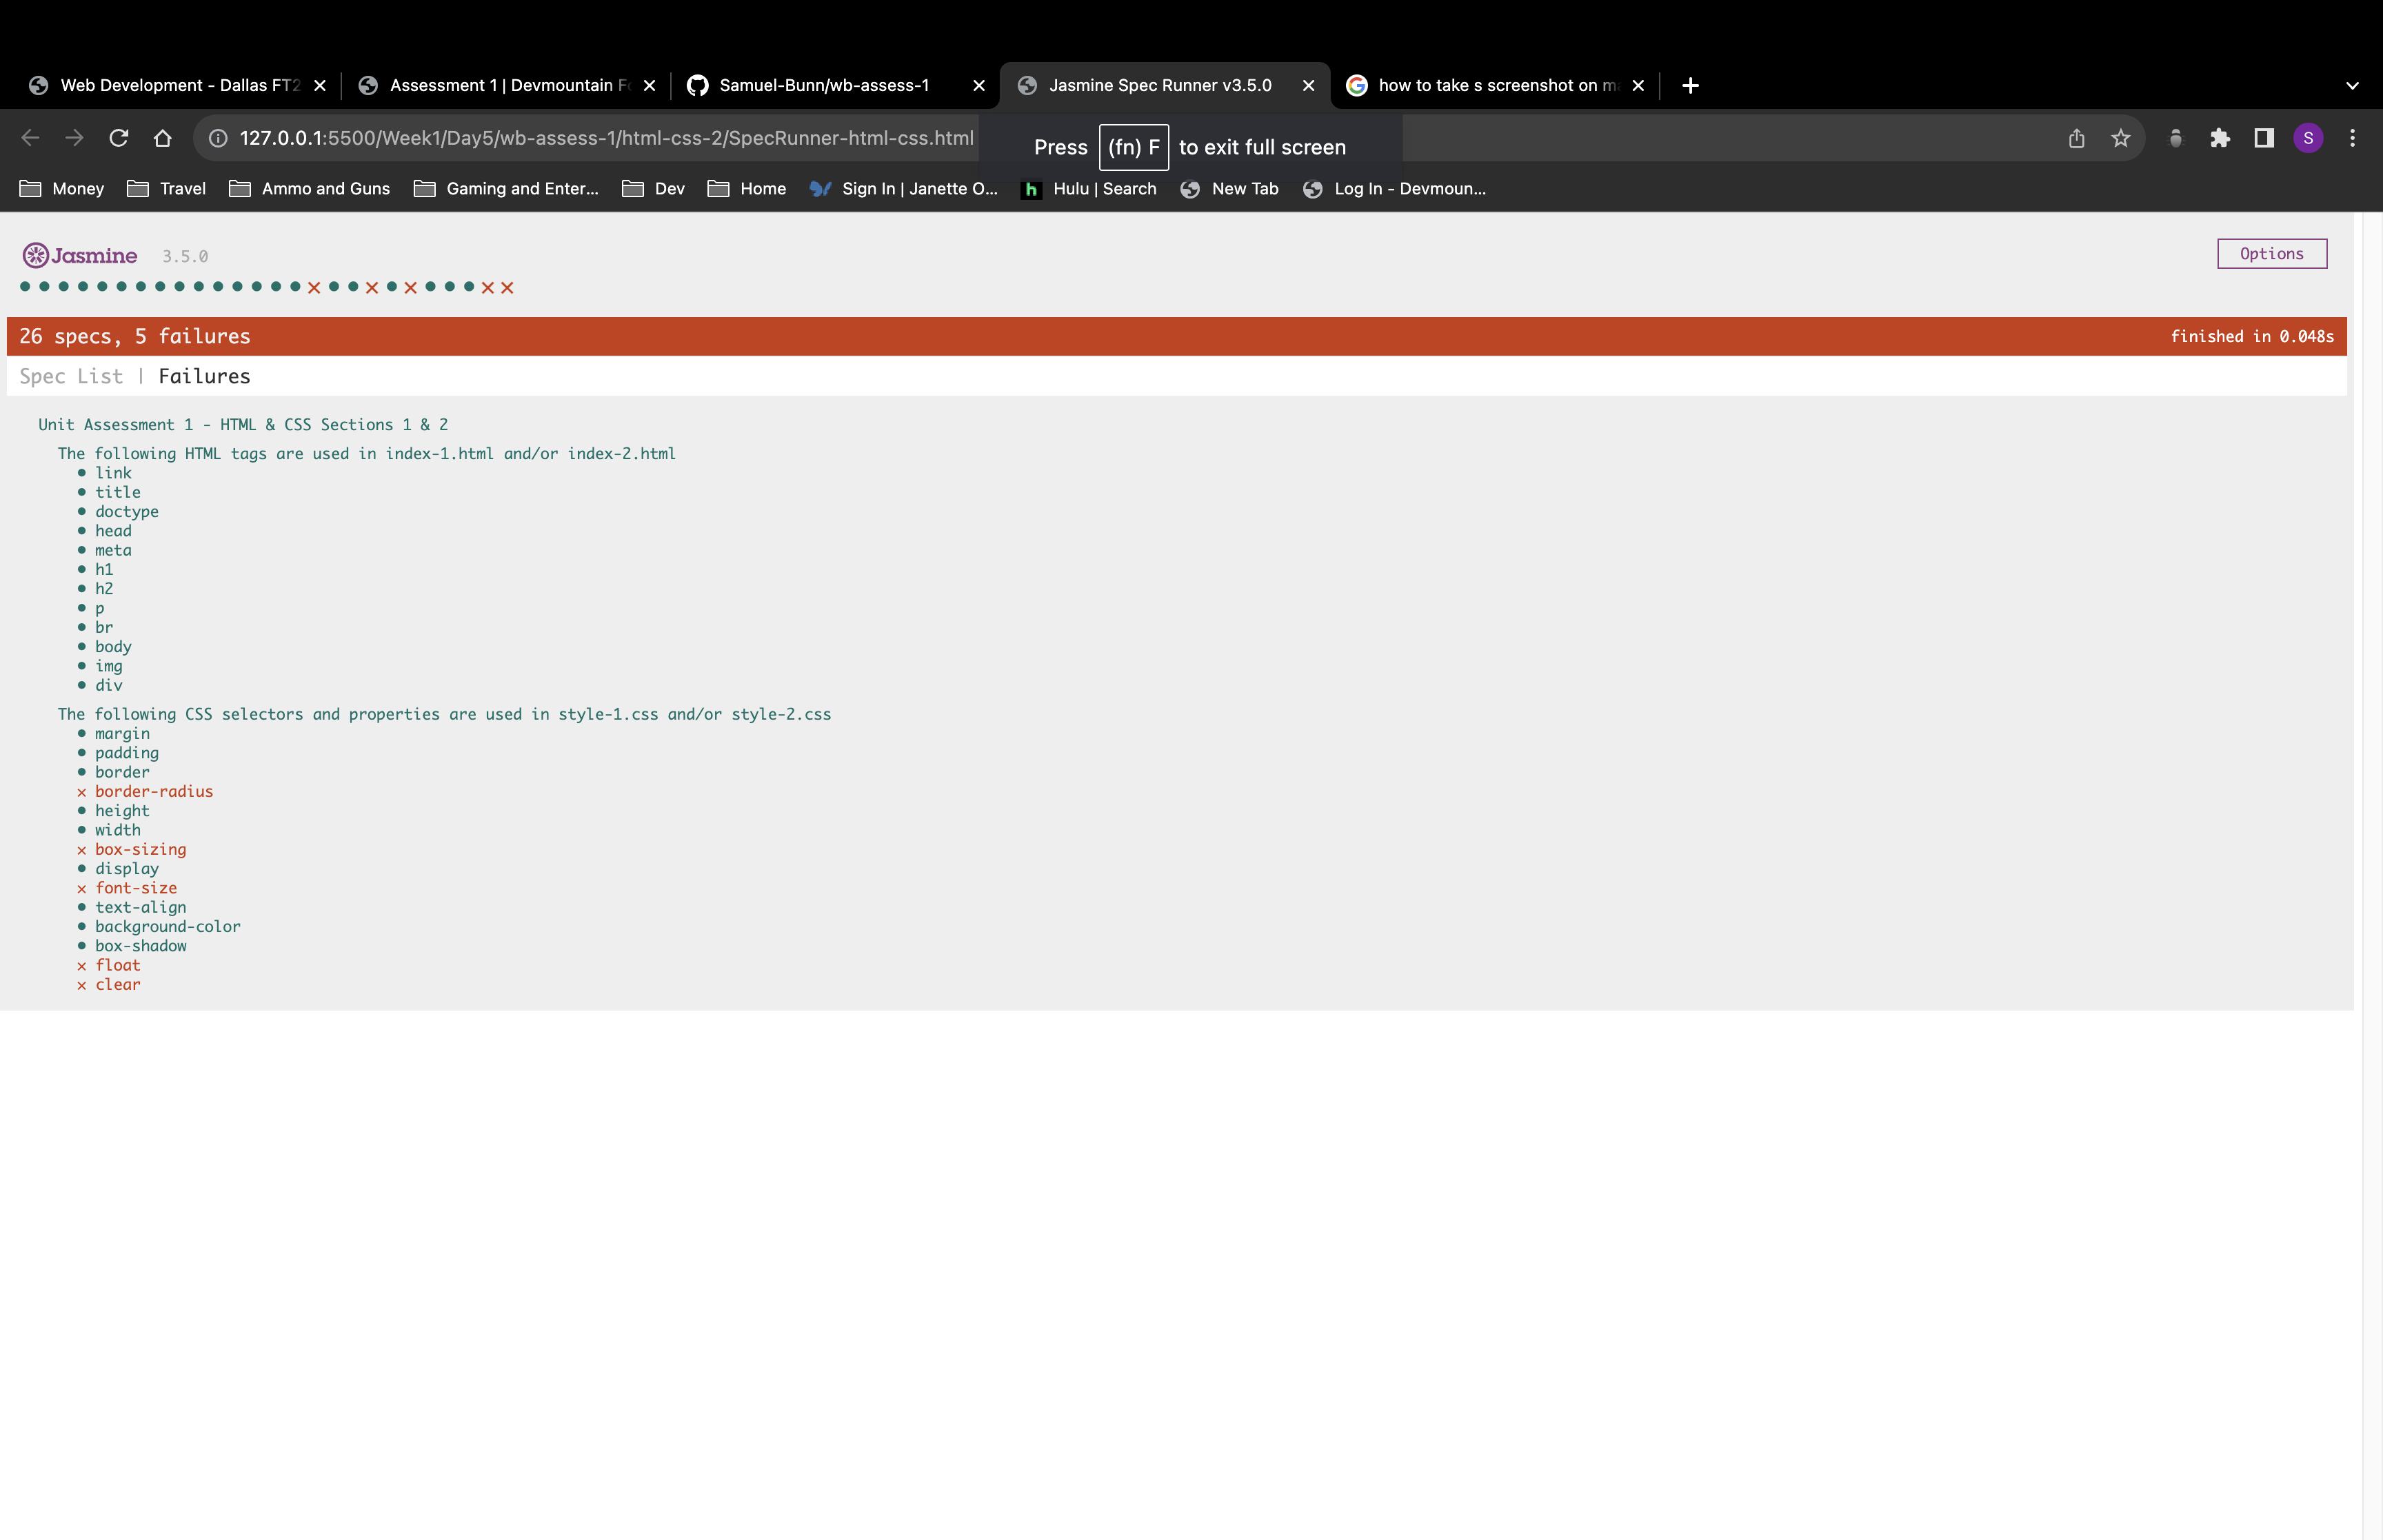 Web Development - Dallas FT2
Assessment 1 | Devmountain Fo
Samuel-Bunn/wb-assess-1
Jasmine Spec Runner v3.5.0
how to take s screenshot on ma
127.0.0.1:5500/Week1/Day5/wb-assess-1/html-css-2/SpecRunner-html-css.html
Press (fn) F to exit full screen
S
Money
Travel
Ammo and Guns
Gaming and Enter...
Dev
Home
Sign In | Janette O...
h Hulu | Search
New Tab
Log In - Devmoun...
Jasmine 3.5.0
Options
26 specs, 5 failures
finished in 0.048s
Spec List | Failures
Unit Assessment 1 - HTML & CSS Sections 1 & 2
The following HTML tags are used in index-1.html and/or index-2.html
• link
• title
• doctype
• head
• meta
• h1
• h2
• p
• br
• body
• img
• div
The following CSS selectors and properties are used in style-1.css and/or style-2.css
• margin
• padding
• border
× border-radius
• height
• width
× box-sizing
• display
× font-size
• text-align
• background-color
• box-shadow
× float
× clear